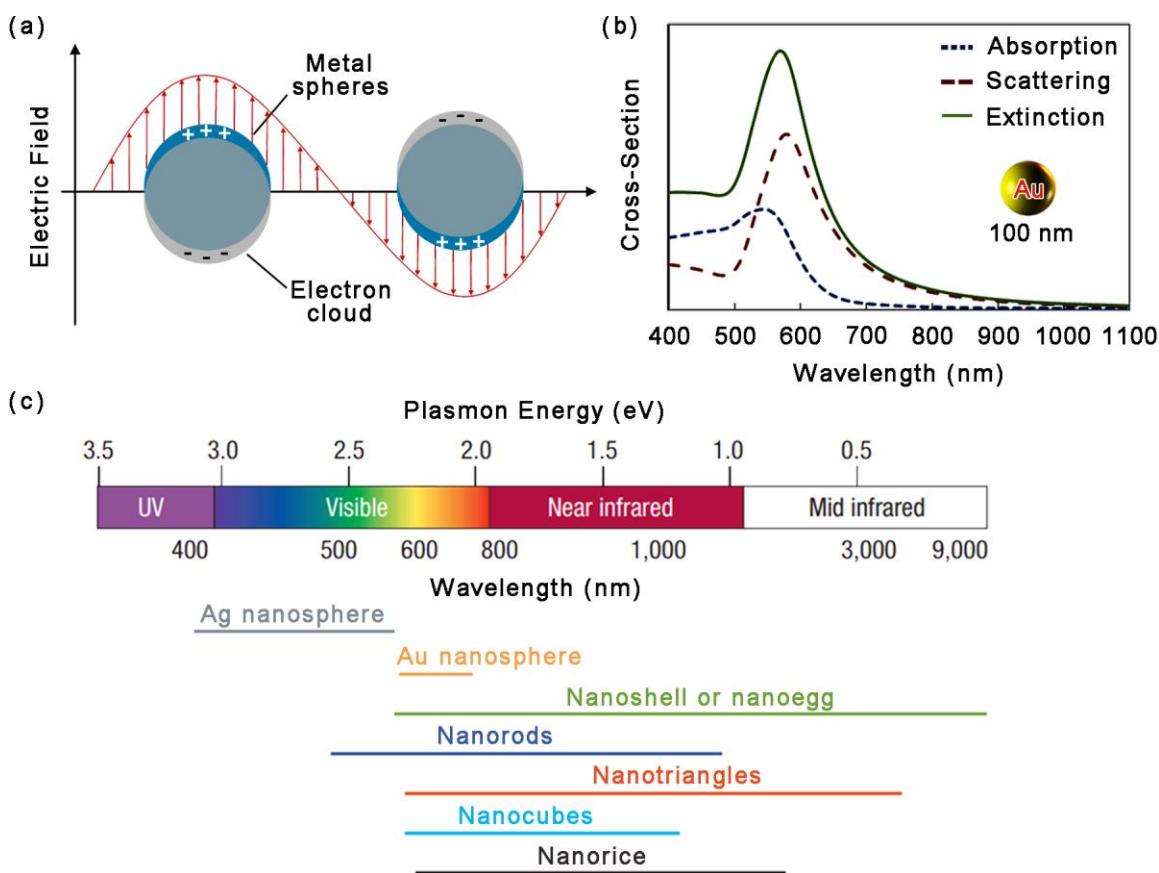 (a)
Electric Field
Metal
spheres
+ + +
- - -
- - -
+ + +
Electron
cloud
(b)
Cross-Section
Absorption
Scattering
Extinction
Au
100 nm
400 500 600 700 800 900 1000 1100
Wavelength (nm)
(c)
Plasmon Energy (eV)
3.5 3.0 2.5 2.0 1.5 1.0 0.5
UV Visible Near infrared Mid infrared
400 500 600 800 1,000 3,000 9,000
Wavelength (nm)
Ag nanosphere
Au nanosphere
Nanoshell or nanoegg
Nanorods
Nanotriangles
Nanocubes
Nanorice